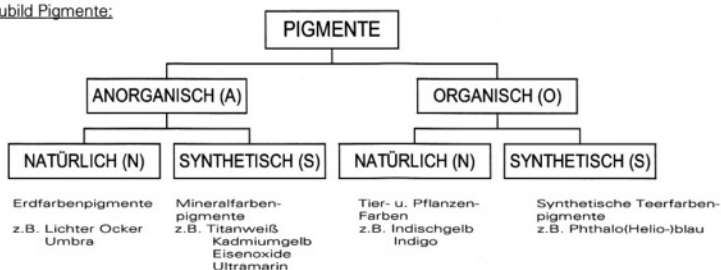 ubild Pigmente:
PIGMENTE
ANORGANISCH (A)
ORGANISCH (O)
NATÜRLICH (N)
SYNTHETISCH (S)
NATÜRLICH (N)
SYNTHETISCH (S)
Erdfarbenpigmente
z.B. Lichter Ocker
Umbra
Mineralfarben-
pigmente
z.B. Titanweiß
Kadmiumgelb
Eisenoxide
Ultramarin
Tier- u. Pflanzen-
Farben
z.B. Indischgelb
Indigo
Synthetische Teerfarben-
pigmente
z.B. Phthalo(Helio-)blau